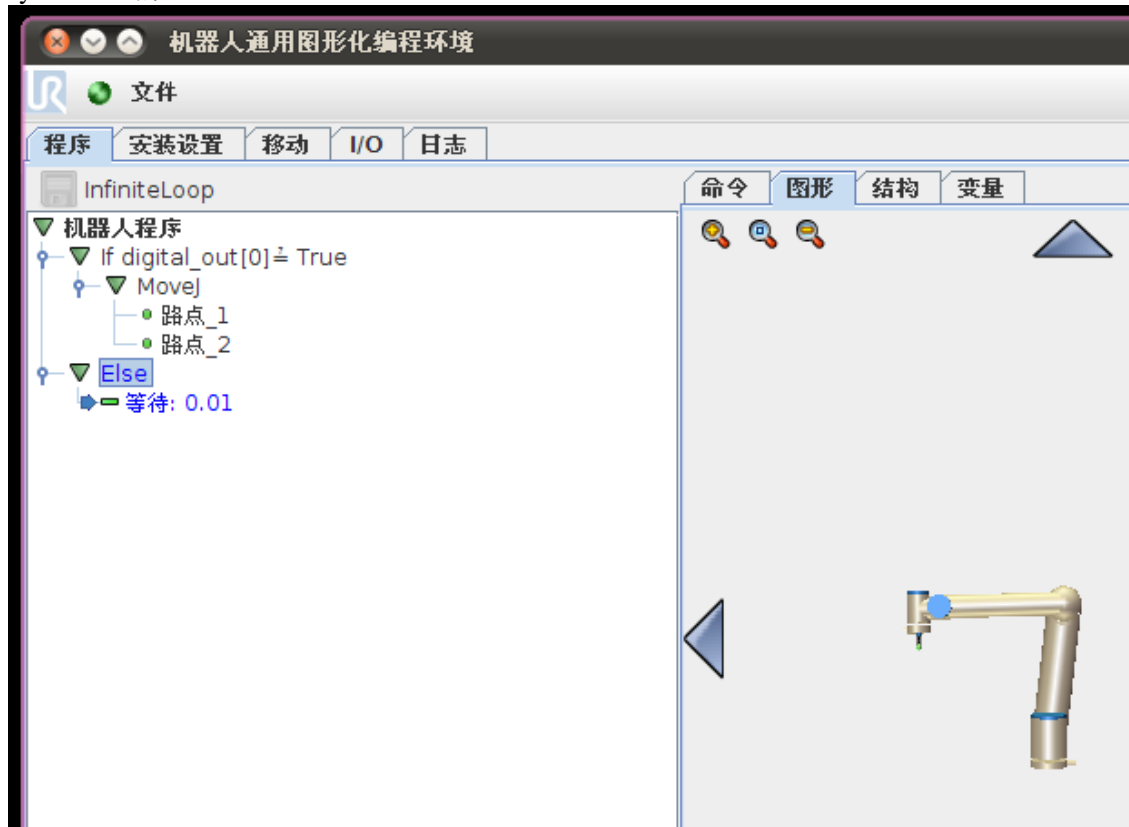 机器人通用图形化编程环境
UR 文件
程序 安装设置 移动 I/O 日志
InfiniteLoop
命令 图形 结构 变量
机器人程序
If digital_out[0]≟ True
MoveJ
路点_1
路点_2
Else
等待: 0.01